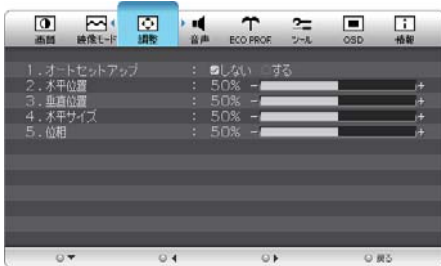 画質 映像モード 調整 音声 ECO PROF. ツール OSD 情報
1.オートセットアップ : しない する
2.水平位置 : 50% - +
3.垂直位置 : 50% - +
4.水平サイズ : 50% - +
5.位相 : 50% - +
戻る